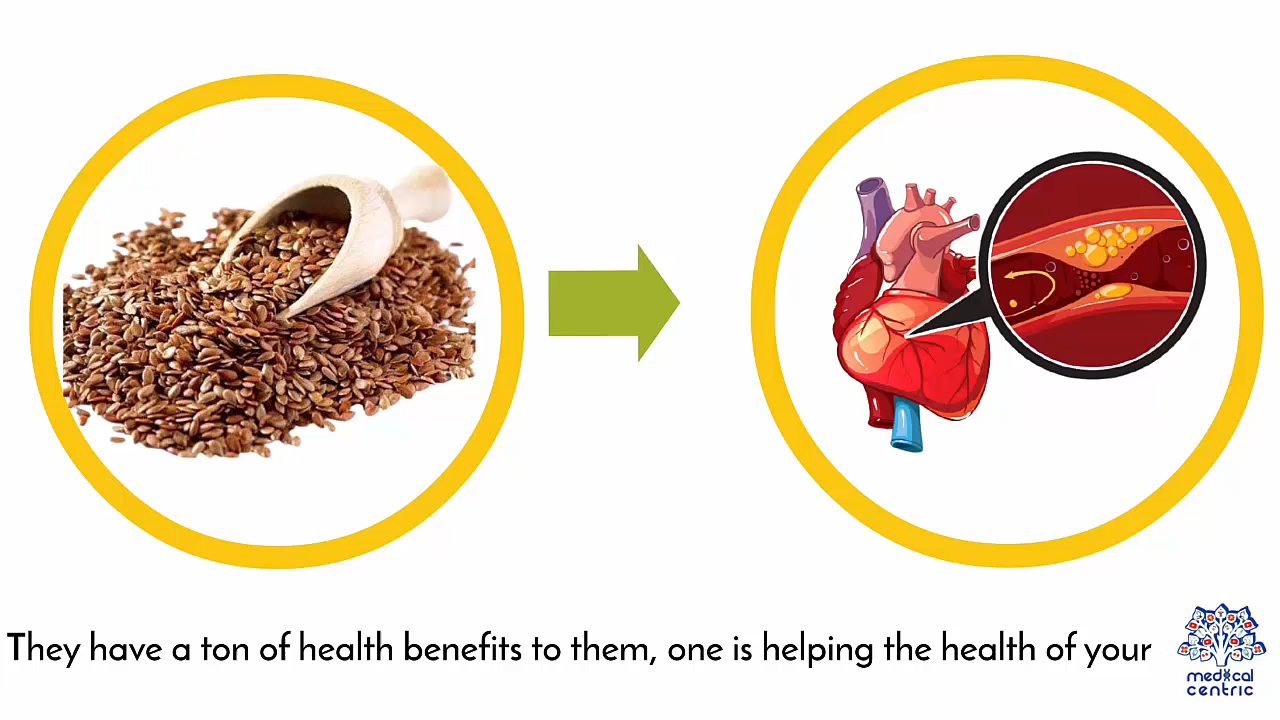 They have a ton of health benefits to them, one is helping the health of your
medical
centric